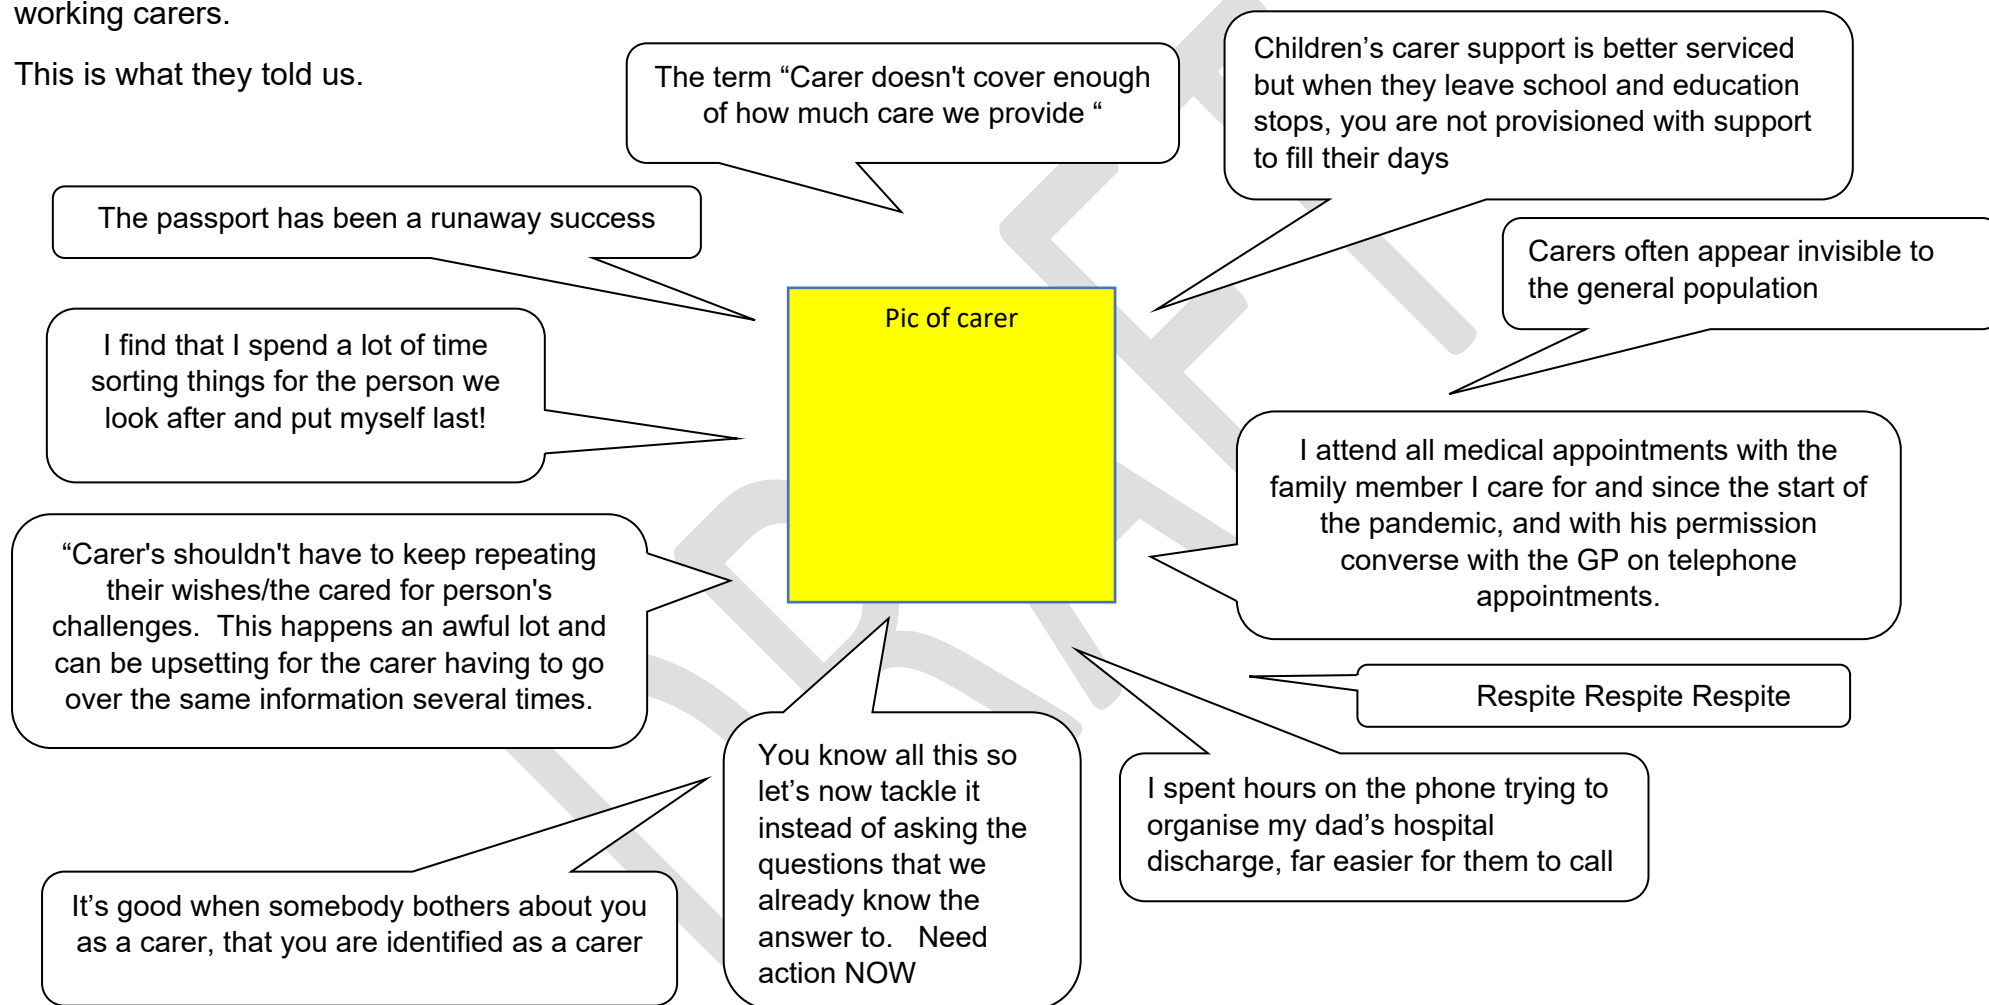 working carers.
This is what they told us.
The term “Carer doesn't cover enough
of how much care we provide “
Children’s carer support is better serviced
but when they leave school and education
stops, you are not provisioned with support
to fill their days
The passport has been a runaway success
Carers often appear invisible to
the general population
Pic of carer
I find that I spend a lot of time
sorting things for the person we
look after and put myself last!
I attend all medical appointments with the
family member I care for and since the start of
the pandemic, and with his permission
converse with the GP on telephone
appointments.
“Carer's shouldn't have to keep repeating
their wishes/the cared for person's
challenges.  This happens an awful lot and
can be upsetting for the carer having to go
over the same information several times.
Respite Respite Respite
You know all this so
let’s now tackle it
instead of asking the
questions that we
already know the
answer to.   Need
action NOW
I spent hours on the phone trying to
organise my dad’s hospital
discharge, far easier for them to call
It’s good when somebody bothers about you
as a carer, that you are identified as a carer
DRAFT